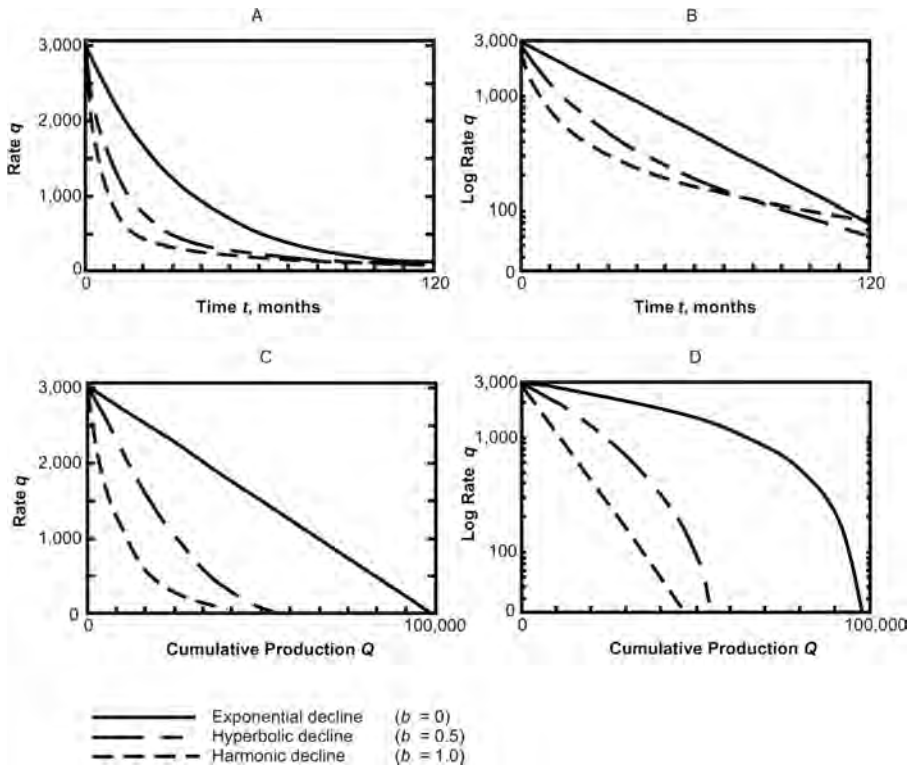 A
3,000
2,000
1,000
0
Rate q
0
120
Time t, months
B
3,000
1,000
100
0
Log Rate q
0
120
Time t, months
C
3,000
2,000
1,000
0
Rate q
0
100,000
Cumulative Production Q
D
3,000
1,000
100
0
Log Rate q
0
100,000
Cumulative Production Q
Exponential decline (b = 0)
Hyperbolic decline (b = 0.5)
Harmonic decline (b = 1.0)